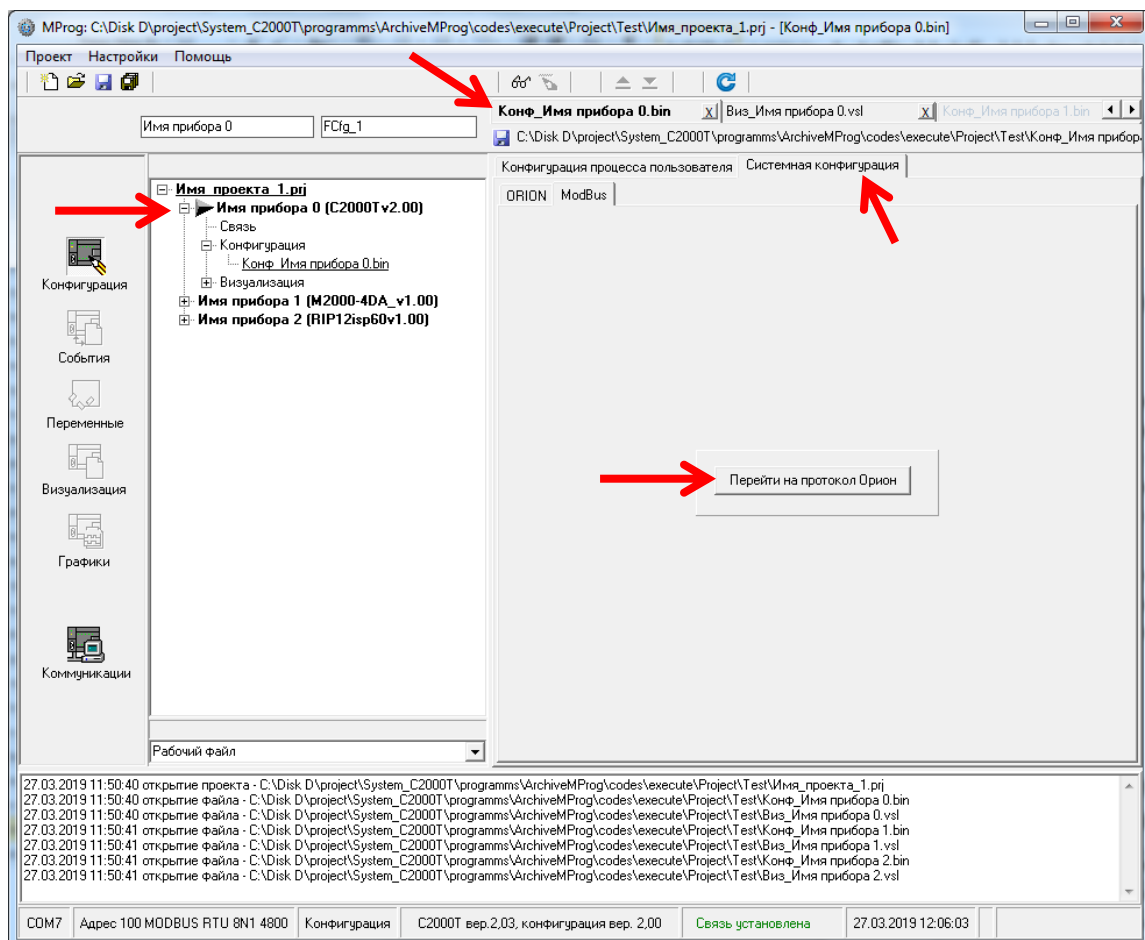 MProg: C:\Disk D\project\System_C2000T\programms\ArchiveMProg\codes\execute\Project\Test\Имя_проекта_1.prj - [Конф_Имя прибора 0.bin]
Проект Настройки Помощь
Конф_Имя прибора 0.bin x Виз_Имя прибора 0.vsl x Конф_Имя прибора 1.bin
Имя прибора 0 FCfg_1
C:\Disk D\project\System_C2000T\programms\ArchiveMProg\codes\execute\Project\Test\Конф_Имя прибор
Конфигурация процесса пользователя Системная конфигурация
ORION ModBus
Имя_проекта_1.prj
Имя прибора 0 (C2000Tv2.00)
Связь
Конфигурация
Конф_Имя прибора 0.bin
Визуализация
Имя прибора 1 (M2000-4DA_v1.00)
Имя прибора 2 (RIP12isp60v1.00)
Конфигурация
События
Переменные
Визуализация
Графики
Коммуникации
Перейти на протокол Орион
Рабочий файл
27.03.2019 11:50:40 открытие проекта - C:\Disk D\project\System_C2000T\programms\ArchiveMProg\codes\execute\Project\Test\Имя_проекта_1.prj
27.03.2019 11:50:40 открытие файла - C:\Disk D\project\System_C2000T\programms\ArchiveMProg\codes\execute\Project\Test\Конф_Имя прибора 0.bin
27.03.2019 11:50:40 открытие файла - C:\Disk D\project\System_C2000T\programms\ArchiveMProg\codes\execute\Project\Test\Виз_Имя прибора 0.vsl
27.03.2019 11:50:41 открытие файла - C:\Disk D\project\System_C2000T\programms\ArchiveMProg\codes\execute\Project\Test\Конф_Имя прибора 1.bin
27.03.2019 11:50:41 открытие файла - C:\Disk D\project\System_C2000T\programms\ArchiveMProg\codes\execute\Project\Test\Виз_Имя прибора 1.vsl
27.03.2019 11:50:41 открытие файла - C:\Disk D\project\System_C2000T\programms\ArchiveMProg\codes\execute\Project\Test\Конф_Имя прибора 2.bin
27.03.2019 11:50:41 открытие файла - C:\Disk D\project\System_C2000T\programms\ArchiveMProg\codes\execute\Project\Test\Виз_Имя прибора 2.vsl
COM7 Адрес 100 MODBUS RTU 8N1 4800 Конфигурация C2000T вер.2,03, конфигурация вер. 2,00 Связь установлена 27.03.2019 12:06:03